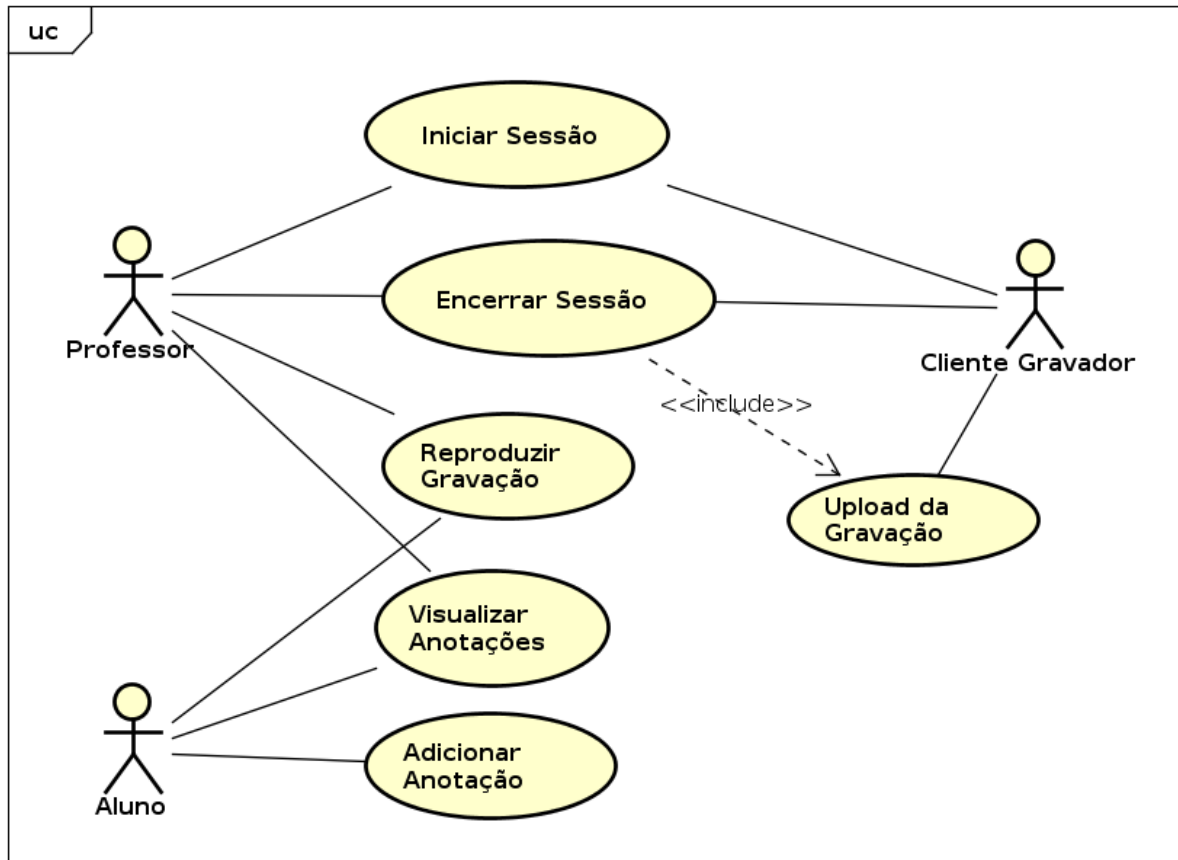 uc
Iniciar Sessão
Encerrar Sessão
Professor
Cliente Gravador
<<include>>
Reproduzir
Gravação
Upload da
Gravação
Visualizar
Anotações
Adicionar
Anotação
Aluno